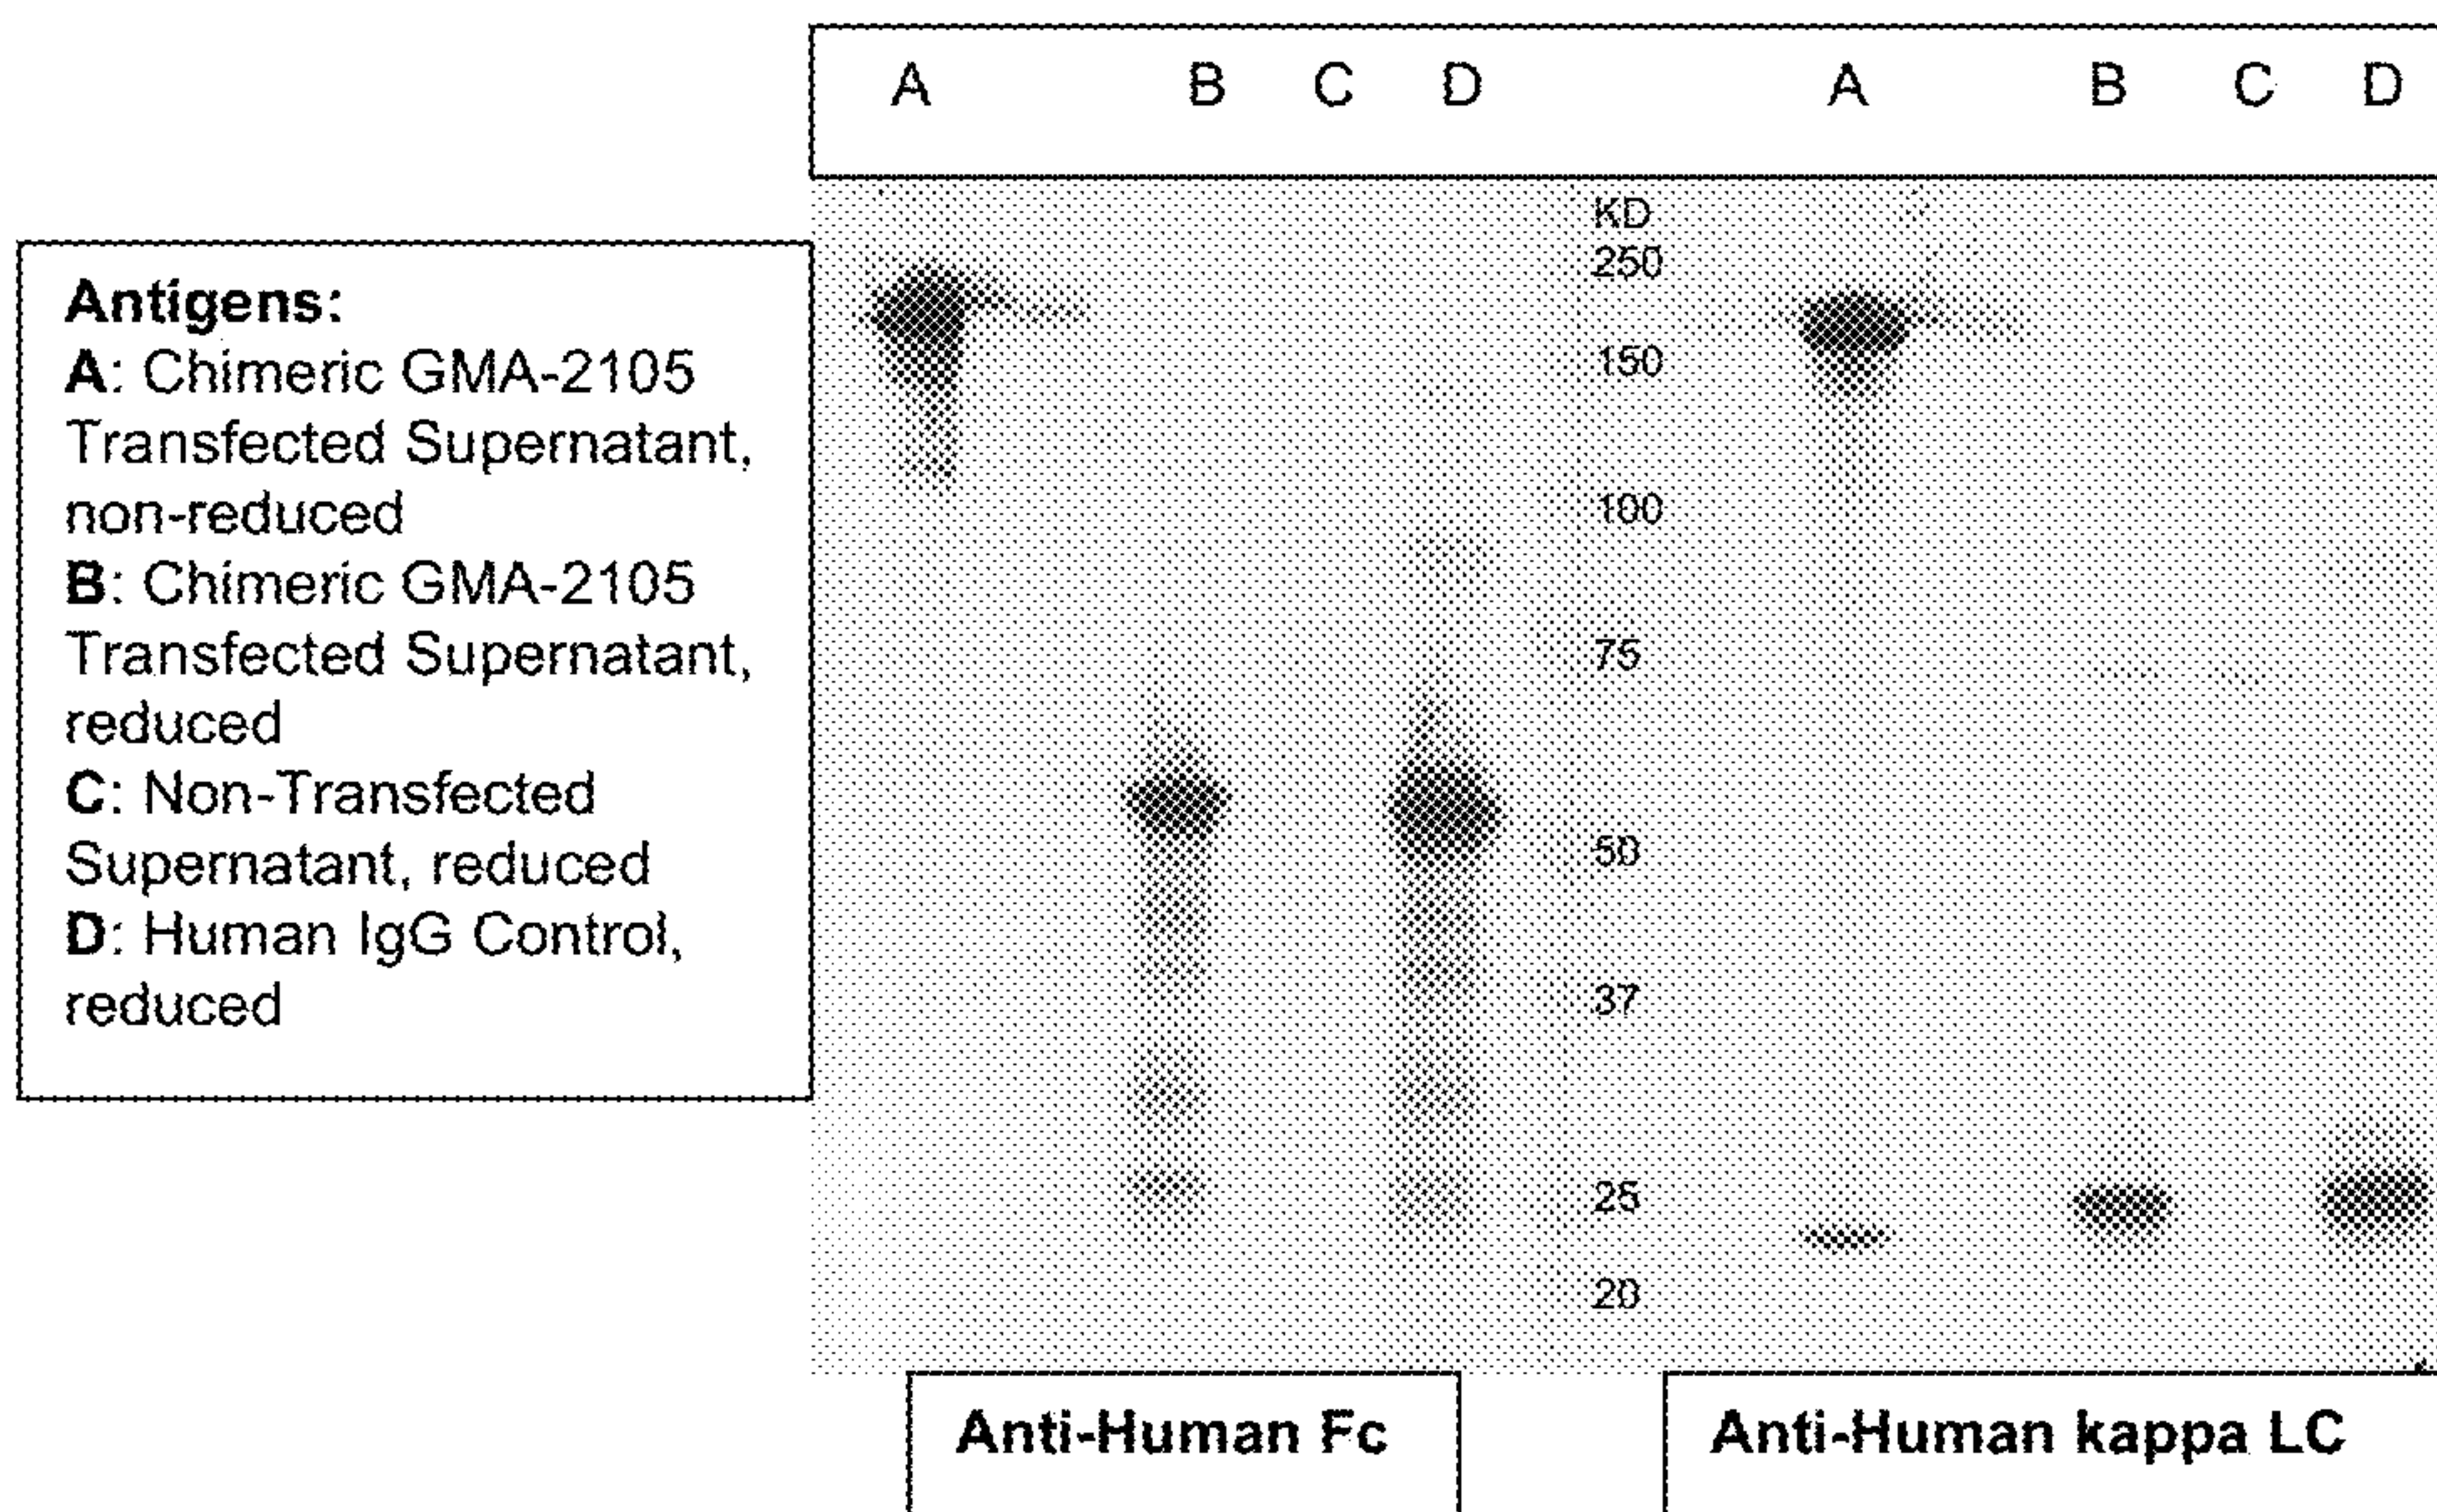 A B C D A B C D
Antigens:
A: Chimeric GMA-2105
Transfected Supernatant,
non-reduced
B: Chimeric GMA-2105
Transfected Supernatant,
reduced
C: Non-Transfected
Supernatant, reduced
D: Human IgG Control,
reduced
KD
250
150
100
75
50
37
25
20
Anti-Human Fc
Anti-Human kappa LC